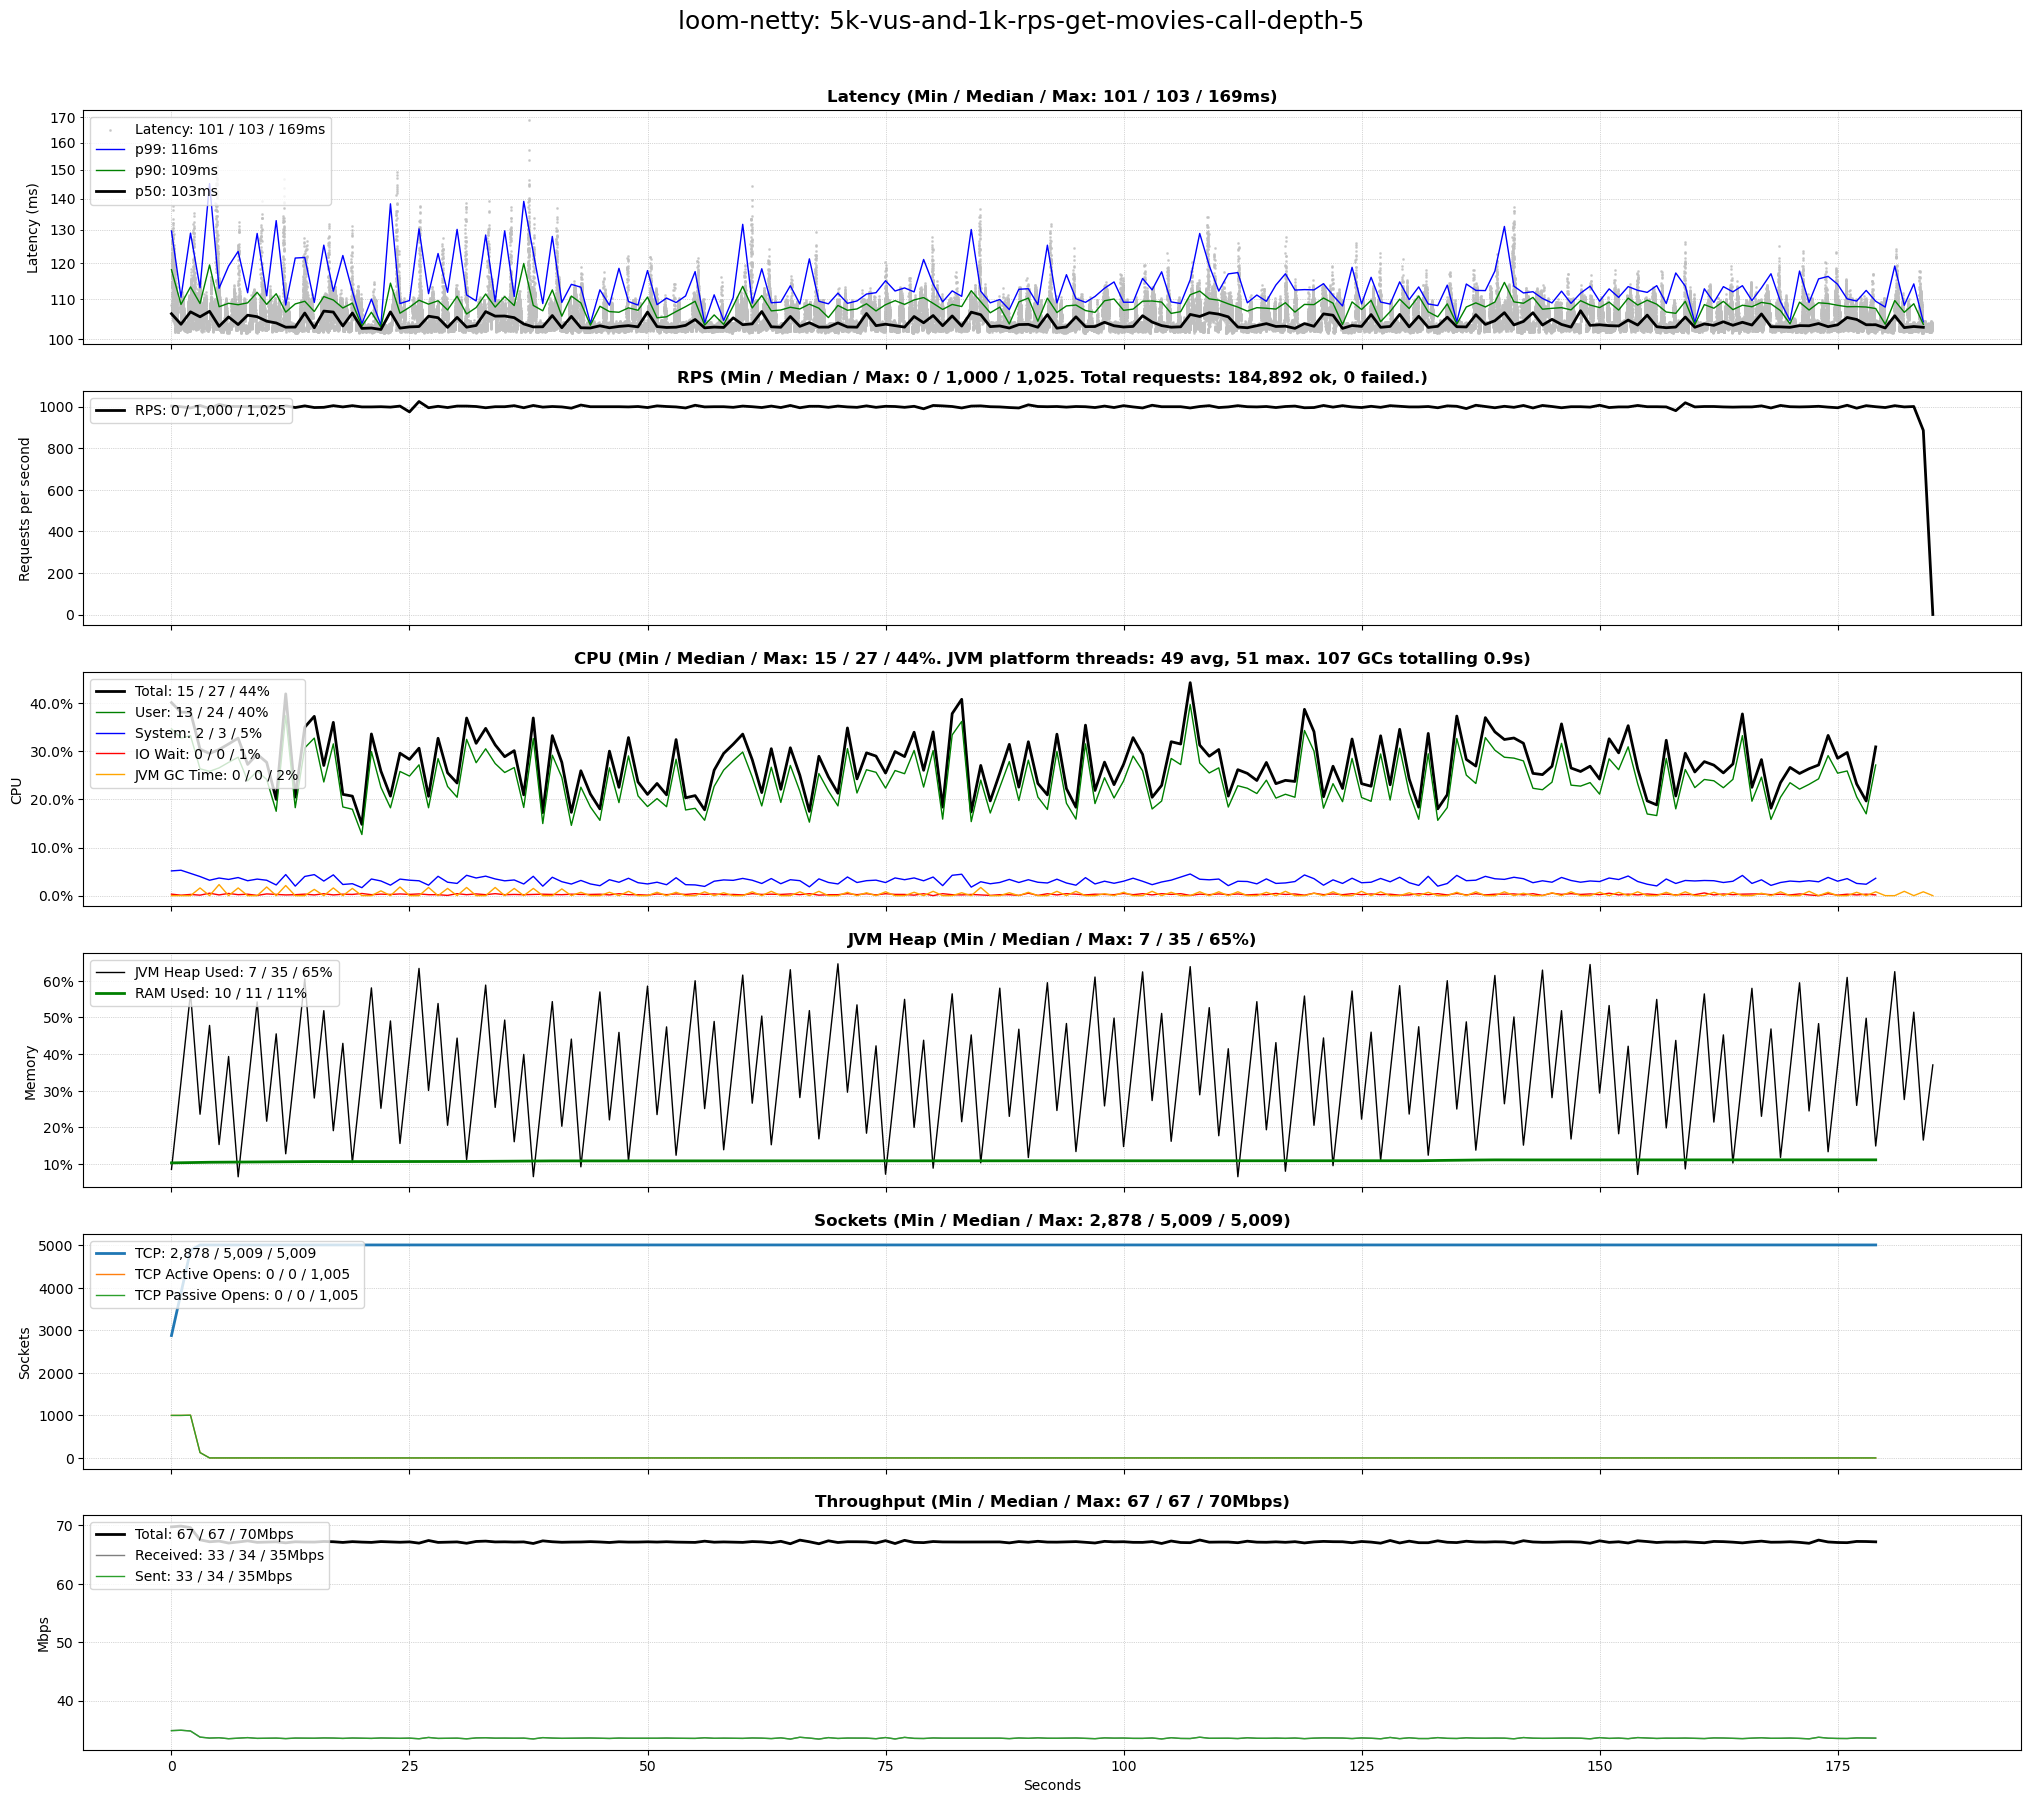 loom-netty: 5k-vus-and-1k-rps-get-movies-call-depth-5
Latency (Min / Median / Max: 101 / 103 / 169ms)
170
160
150
140
130
120
110
100
Latency (ms)
Latency: 101 / 103 / 169ms
p99: 116ms
p90: 109ms
p50: 103ms
RPS (Min / Median / Max: 0 / 1,000 / 1,025. Total requests: 184,892 ok, 0 failed.)
1000
800
600
400
200
0
Requests per second
RPS: 0 / 1,000 / 1,025
CPU (Min / Median / Max: 15 / 27 / 44%. JVM platform threads: 49 avg, 51 max. 107 GCs totalling 0.9s)
40.0%
30.0%
20.0%
10.0%
0.0%
CPU
Total: 15 / 27 / 44%
User: 13 / 24 / 40%
System: 2 / 3 / 5%
IO Wait: 0 / 0 / 1%
JVM GC Time: 0 / 0 / 2%
JVM Heap (Min / Median / Max: 7 / 35 / 65%)
60%
50%
40%
30%
20%
10%
Memory
JVM Heap Used: 7 / 35 / 65%
RAM Used: 10 / 11 / 11%
Sockets (Min / Median / Max: 2,878 / 5,009 / 5,009)
5000
4000
3000
2000
1000
0
Sockets
TCP: 2,878 / 5,009 / 5,009
TCP Active Opens: 0 / 0 / 1,005
TCP Passive Opens: 0 / 0 / 1,005
Throughput (Min / Median / Max: 67 / 67 / 70Mbps)
70
60
50
40
Mbps
Total: 67 / 67 / 70Mbps
Received: 33 / 34 / 35Mbps
Sent: 33 / 34 / 35Mbps
0 25 50 75 100 125 150 175
Seconds